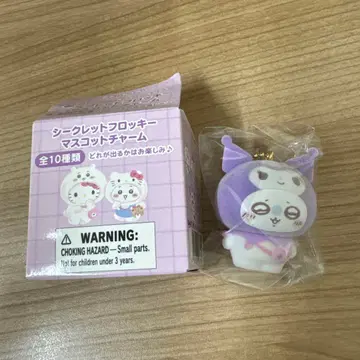 シークレットフロッキー
マスコットチャーム
全10種類
どれが出るかはお楽しみ♪
WARNING:
CHOKING HAZARD—Small parts.
Not for children under 3 years.